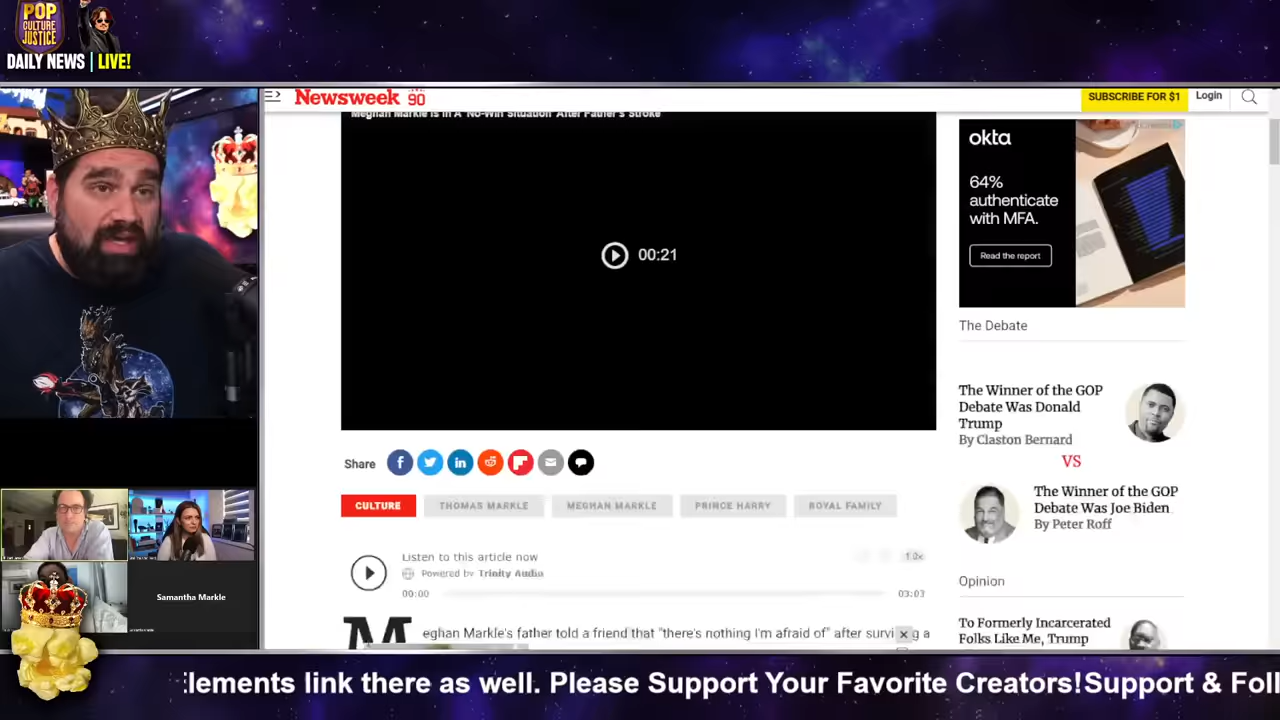 POP
CULTURE
JUSTICE
DAILY NEWS | LIVE!
Newsweek 90
SUBSCRIBE FOR $1
Login
Meghan Markle Is In A 'No-Win Situation' After Father's Stroke
00:21
okta
64%
authenticate
with MFA.
Read the report
The Debate
The Winner of the GOP
Debate Was Donald
Trump
By Claston Bernard
VS
The Winner of the GOP
Debate Was Joe Biden
By Peter Roff
Share
CULTURE
THOMAS MARKLE
MEGHAN MARKLE
PRINCE HARRY
ROYAL FAMILY
Listen to this article now
Powered by Trinity Audio
1.0x
00:00
03:03
Opinion
Meghan Markle's father told a friend that "there's nothing I'm afraid of" after surviving a
To Formerly Incarcerated
Folks Like Me, Trump
Samantha Markle
Elements link there as well. Please Support Your Favorite Creators!Support & Foll